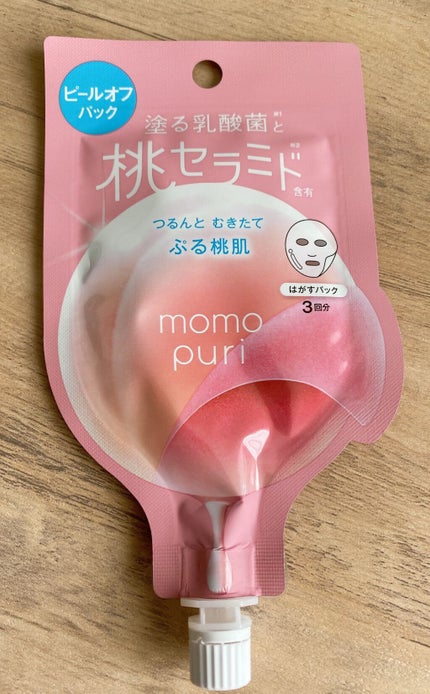 ピールオフ
パック
塗る乳酸菌※1と
桃セラミド※2
含有
つるんと むきたて
ぷる桃肌
はがすパック
3回分
momo
puri